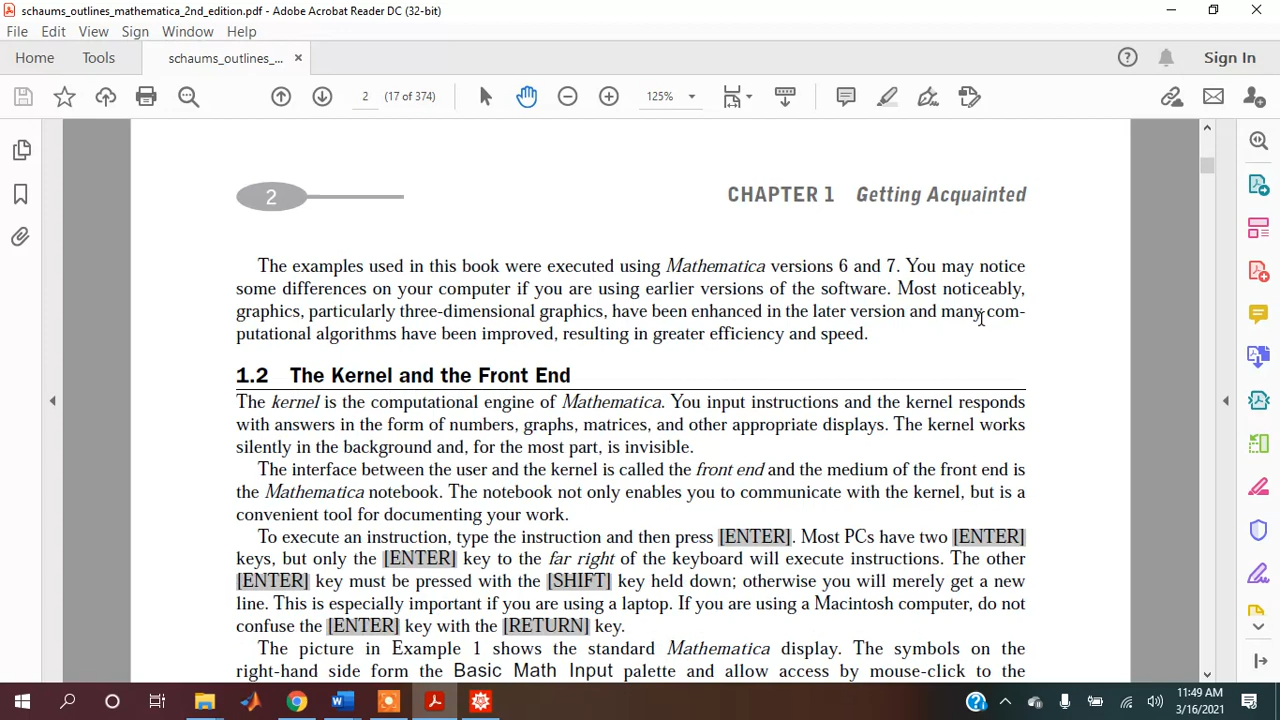 schaums_outlines_mathematica_2nd_edition.pdf - Adobe Acrobat Reader DC (32-bit)
File Edit View Sign Window Help
Home Tools schaums_outlines_... × Sign In
2 (17 of 374) 125%
2 CHAPTER 1 Getting Acquainted
The examples used in this book were executed using Mathematica versions 6 and 7. You may notice
some differences on your computer if you are using earlier versions of the software. Most noticeably,
graphics, particularly three-dimensional graphics, have been enhanced in the later version and many com-
putational algorithms have been improved, resulting in greater efficiency and speed.
1.2 The Kernel and the Front End
The kernel is the computational engine of Mathematica. You input instructions and the kernel responds
with answers in the form of numbers, graphs, matrices, and other appropriate displays. The kernel works
silently in the background and, for the most part, is invisible.
The interface between the user and the kernel is called the front end and the medium of the front end is
the Mathematica notebook. The notebook not only enables you to communicate with the kernel, but is a
convenient tool for documenting your work.
To execute an instruction, type the instruction and then press [ENTER]. Most PCs have two [ENTER]
keys, but only the [ENTER] key to the far right of the keyboard will execute instructions. The other
[ENTER] key must be pressed with the [SHIFT] key held down; otherwise you will merely get a new
line. This is especially important if you are using a laptop. If you are using a Macintosh computer, do not
confuse the [ENTER] key with the [RETURN] key.
The picture in Example 1 shows the standard Mathematica display. The symbols on the
right-hand side form the Basic Math Input palette and allow access by mouse-click to the
11:49 AM
3/16/2021